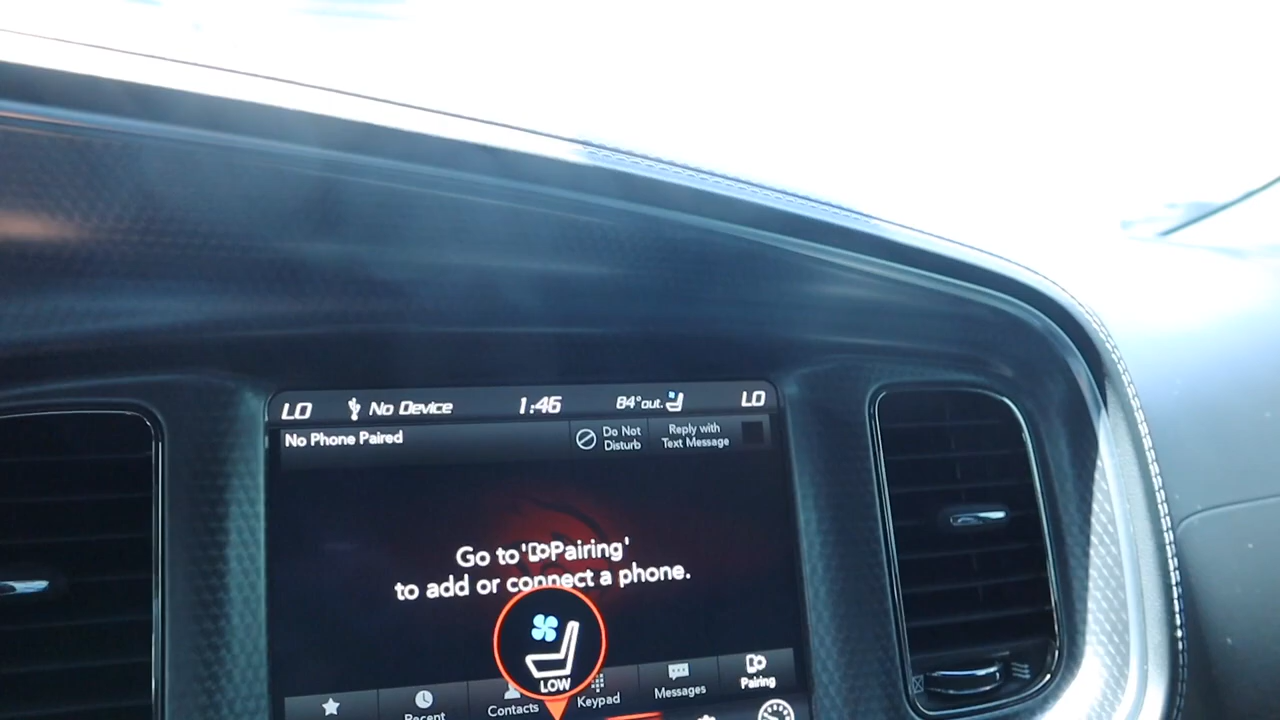 LO No Device 1:46 84°out. LO
No Phone Paired
Do Not
Disturb
Reply with
Text Message
Go to 'Pairing'
to add or connect a phone.
LOW
Recent
Contacts
Keypad
Messages
Pairing